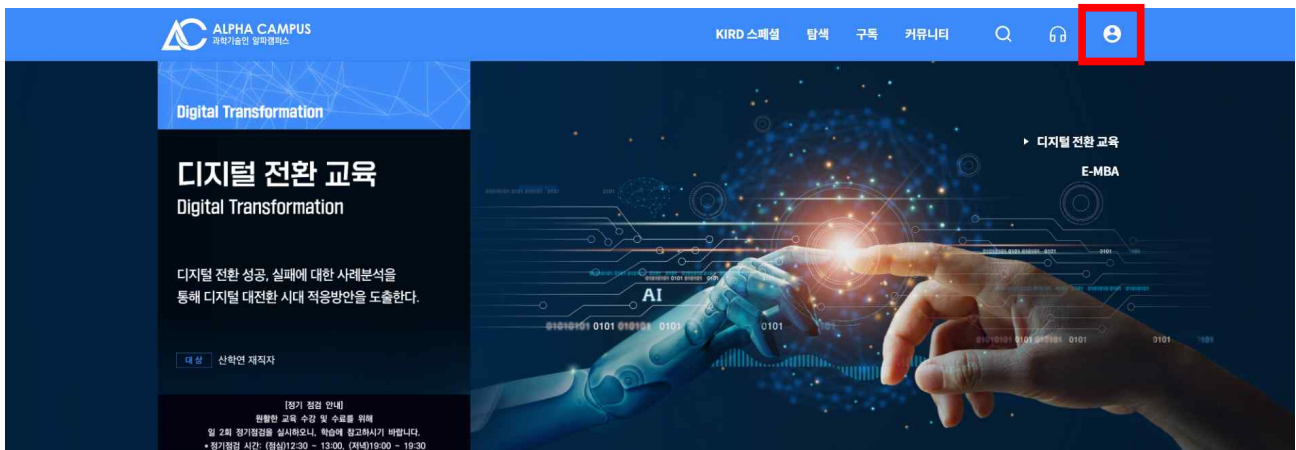 ALPHA CAMPUS
과학기술인 알파캠퍼스
KIRD 스페셜 탐색 구독 커뮤니티
Digital Transformation
디지털 전환 교육
Digital Transformation
디지털 전환 성공, 실패에 대한 사례분석을
통해 디지털 대전환 시대 적응방안을 도출한다.
대상 산학연 재직자
[정기 점검 안내]
원활한 교육 수강 및 수료를 위해
일 2회 정기점검을 실시하오니, 학습에 참고하시기 바랍니다.
• 정기점검 시간: (점심)12:30 ~ 13:00, (저녁)19:00 ~ 19:30
▶ 디지털 전환 교육
E-MBA
AI
01010101 0101 010101 0101
0101
0101
0101